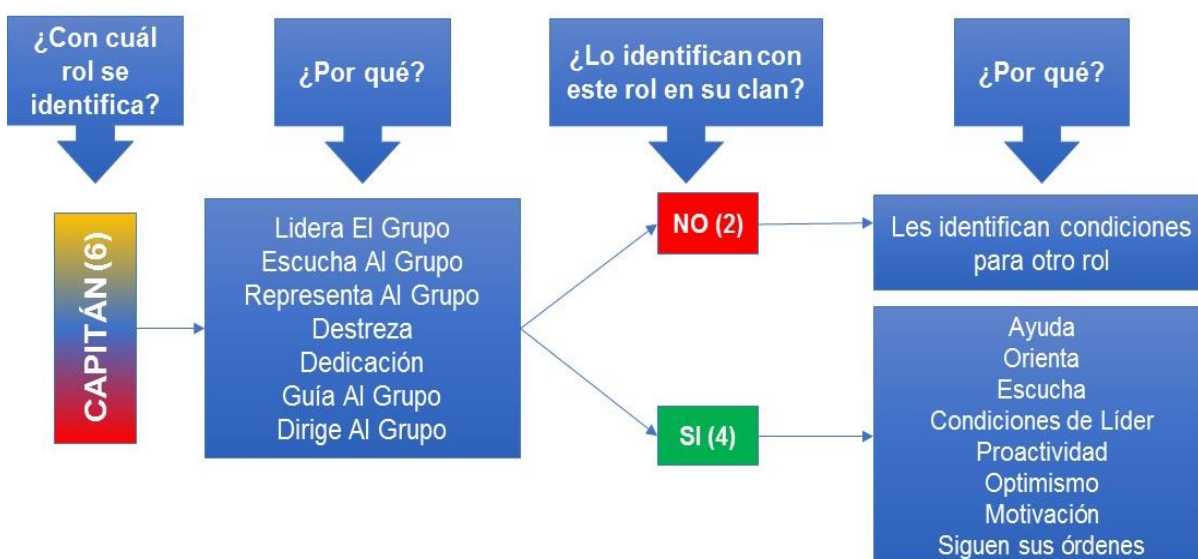 ¿Con cuál
rol se
identifica?
¿Por qué?
¿Lo identifican con
este rol en su clan?
¿Por qué?
CAPITÁN (6)
Lidera El Grupo
Escucha Al Grupo
Representa Al Grupo
Destreza
Dedicación
Guía Al Grupo
Dirige Al Grupo
NO (2)
Les identifican condiciones
para otro rol
SI (4)
Ayuda
Orienta
Escucha
Condiciones de Líder
Proactividad
Optimismo
Motivación
Siguen sus órdenes